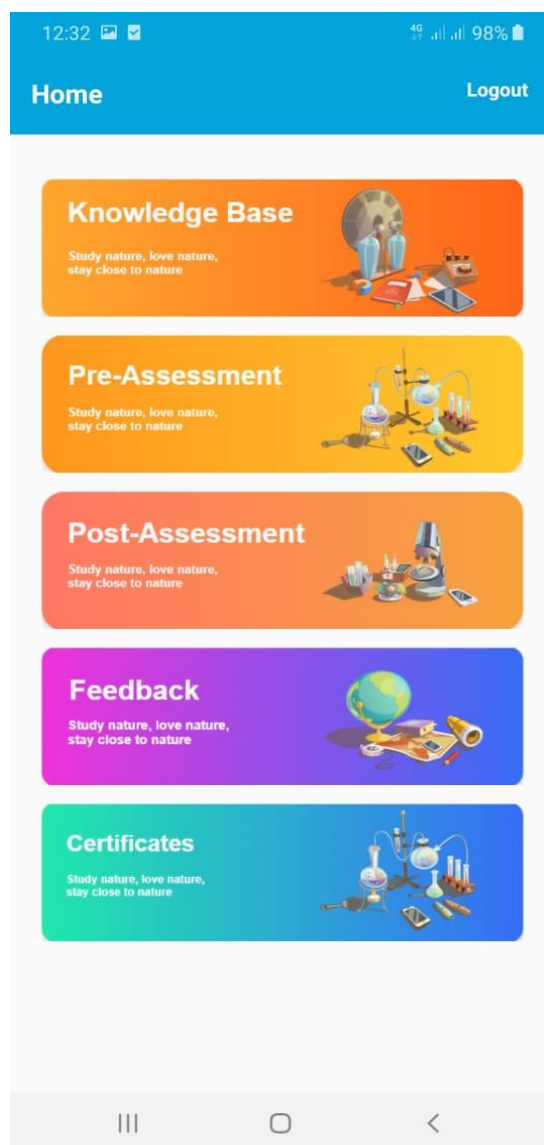 12:32
4G
98%
Home
Logout
Knowledge Base
Study nature, love nature,
stay close to nature
Pre-Assessment
Study nature, love nature,
stay close to nature
Post-Assessment
Study nature, love nature,
stay close to nature
Feedback
Study nature, love nature,
stay close to nature
Certificates
Study nature, love nature,
stay close to nature